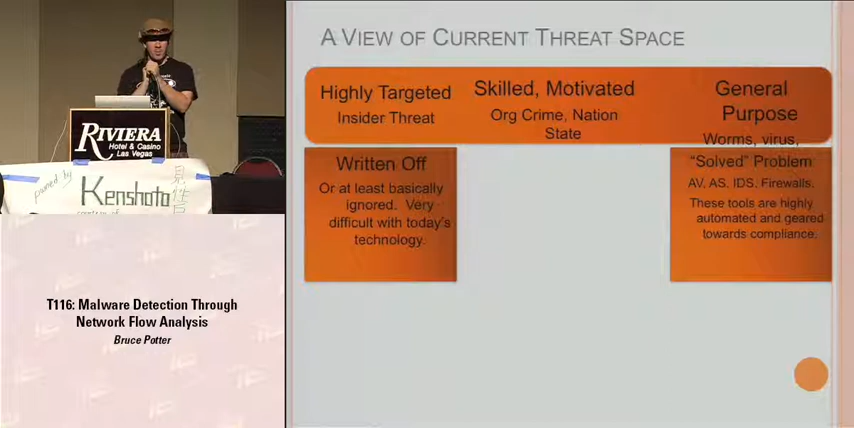 A VIEW OF CURRENT THREAT SPACE
Highly Targeted
Insider Threat
Skilled, Motivated
Org Crime, Nation
State
General
Purpose
Worms, virus,
Written Off
Or at least basically
ignored. Very
difficult with today's
technology.
"Solved" Problem
AV, AS, IDS, Firewalls.
These tools are highly
automated and geared
towards compliance.
RIVIERA
Hotel & Casino
Las Vegas
owned by
Kenshoto
T116: Malware Detection Through
Network Flow Analysis
Bruce Potter